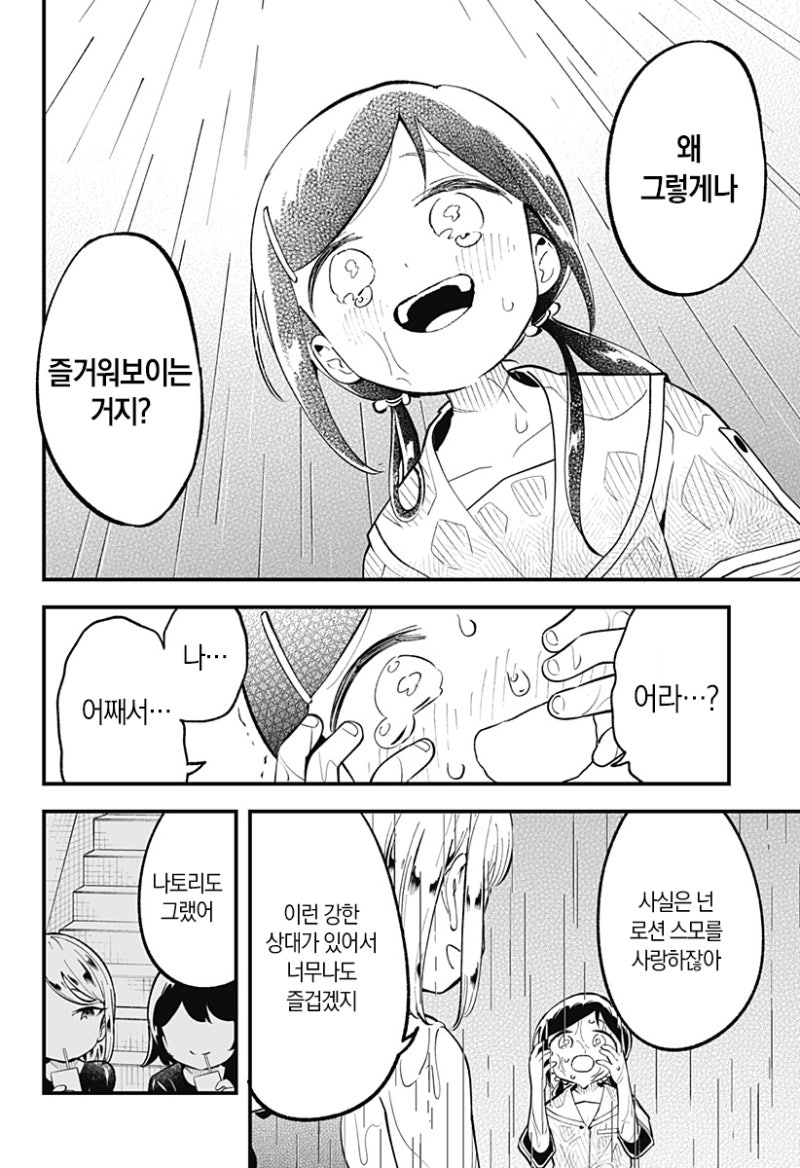 왜
그렇게나
즐거워보이는
거지?
어라…?
나…
어째서…
사실은 넌
로션 스모를
사랑하잖아
이런 강한
상대가 있어서
너무나도
즐겁겠지
나토리도
그랬어